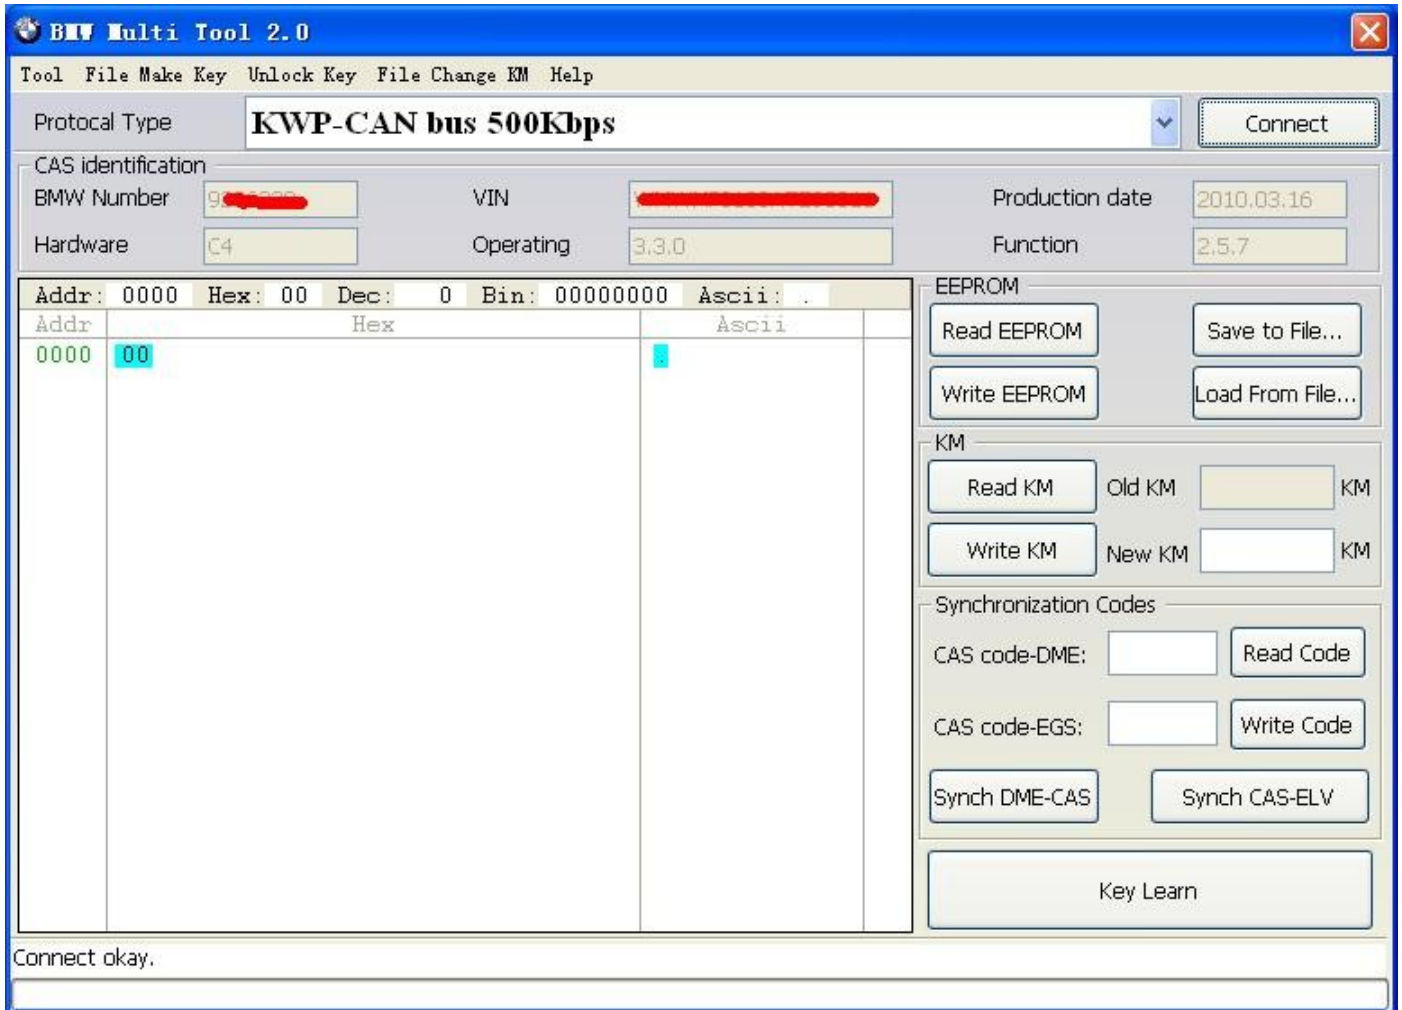 BMW Multi Tool 2.0
Tool File Make Key Unlock Key File Change KM Help
Protocal Type KWP-CAN bus 500Kbps Connect
CAS identification
BMW Number VIN Production date 2010.03.16
Hardware C4 Operating 3.3.0 Function 2.5.7
Addr: 0000 Hex: 00 Dec: 0 Bin: 00000000 Ascii: .
Addr Hex Ascii
0000 00 .
EEPROM
Read EEPROM Save to File...
Write EEPROM Load From File...
KM
Read KM Old KM KM
Write KM New KM KM
Synchronization Codes
CAS code-DME: Read Code
CAS code-EGS: Write Code
Synch DME-CAS Synch CAS-ELV
Key Learn
Connect okay.